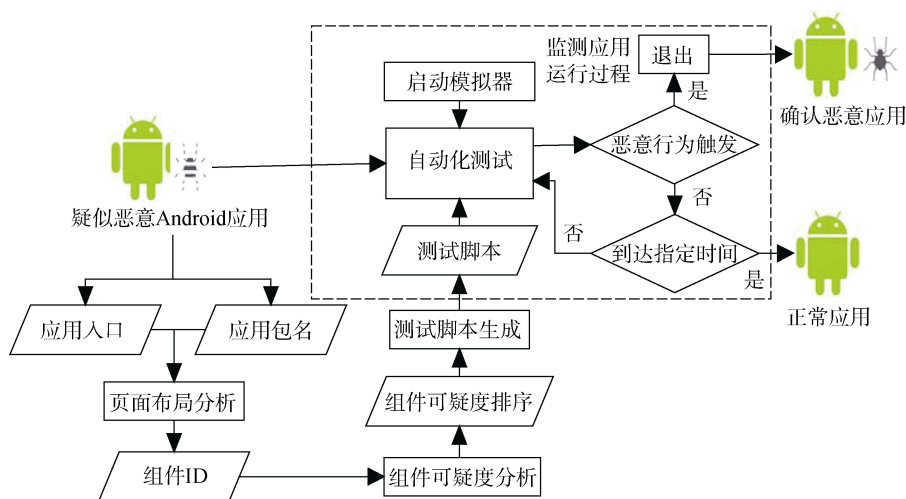 监测应用
运行过程
退出
启动模拟器
是
确认恶意应用
自动化测试
恶意行为触发
疑似恶意Android应用
否
测试脚本
否
到达指定时间
是
正常应用
应用入口
应用包名
测试脚本生成
页面布局分析
组件可疑度排序
组件ID
组件可疑度分析